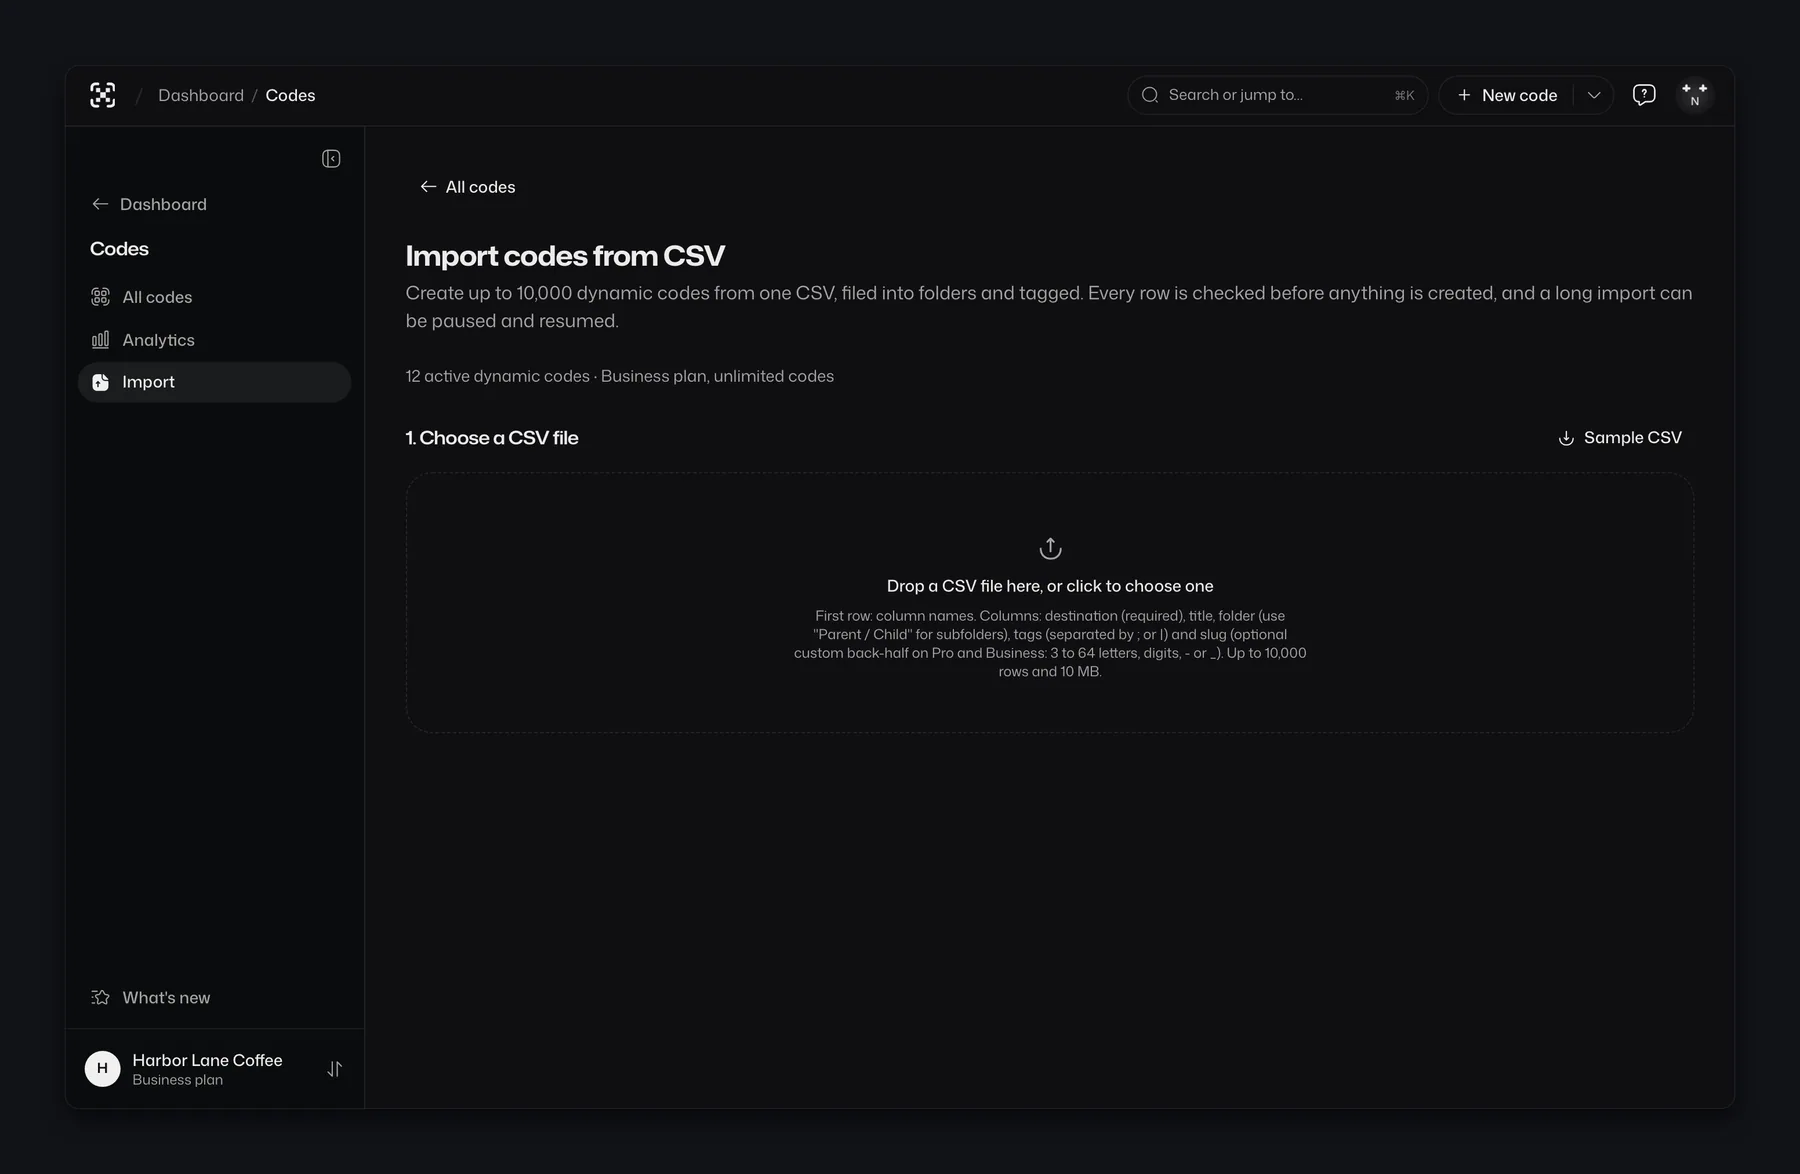 Dashboard / Codes
Search or jump to... ⌘K
+ New code
?
N
← Dashboard
Codes
All codes
Analytics
Import
What's new
H
Harbor Lane Coffee
Business plan
← All codes
Import codes from CSV
Create up to 10,000 dynamic codes from one CSV, filed into folders and tagged. Every row is checked before anything is created, and a long import can
be paused and resumed.
12 active dynamic codes · Business plan, unlimited codes
1. Choose a CSV file
Sample CSV
Drop a CSV file here, or click to choose one
First row: column names. Columns: destination (required), title, folder (use
"Parent / Child" for subfolders), tags (separated by ; or |) and slug (optional
custom back-half on Pro and Business: 3 to 64 letters, digits, - or _). Up to 10,000
rows and 10 MB.